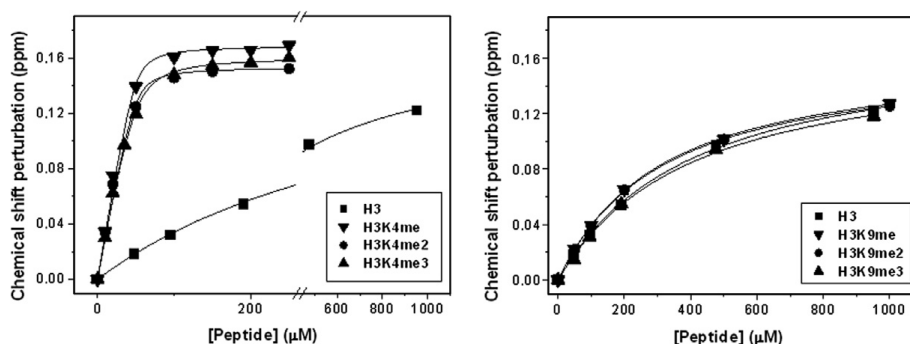 Chemical shift perturbation (ppm)
0.16
0.12
0.08
0.04
0.00
H3
H3K4me
H3K4me2
H3K4me3
0
200
600
800
1000
[Peptide] (μM)
Chemical shift perturbation (ppm)
0.16
0.12
0.08
0.04
0.00
H3
H3K9me
H3K9me2
H3K9me3
0
200
400
600
800
1000
[Peptide] (μM)